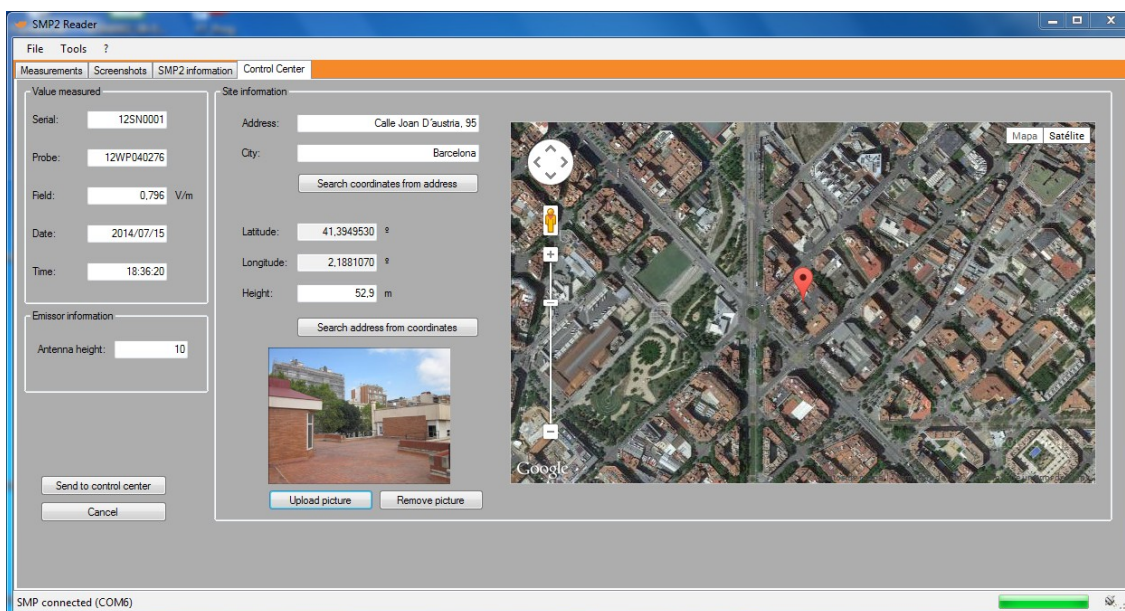 SMP2 Reader
File Tools ?
Measurements Screenshots SMP2 information Control Center
Value measured
Serial: 12SN0001
Probe: 12WP040276
Field: 0,796 V/m
Date: 2014/07/15
Time: 18:36:20
Emissor information
Antenna height: 10
Send to control center
Cancel
Site information
Address: Calle Joan D´austria, 95
City: Barcelona
Search coordinates from address
Latitude: 41,3949530 º
Longitude: 2,1881070 º
Height: 52,9 m
Search address from coordinates
Upload picture Remove picture
Mapa Satélite
Google
SMP connected (COM6)